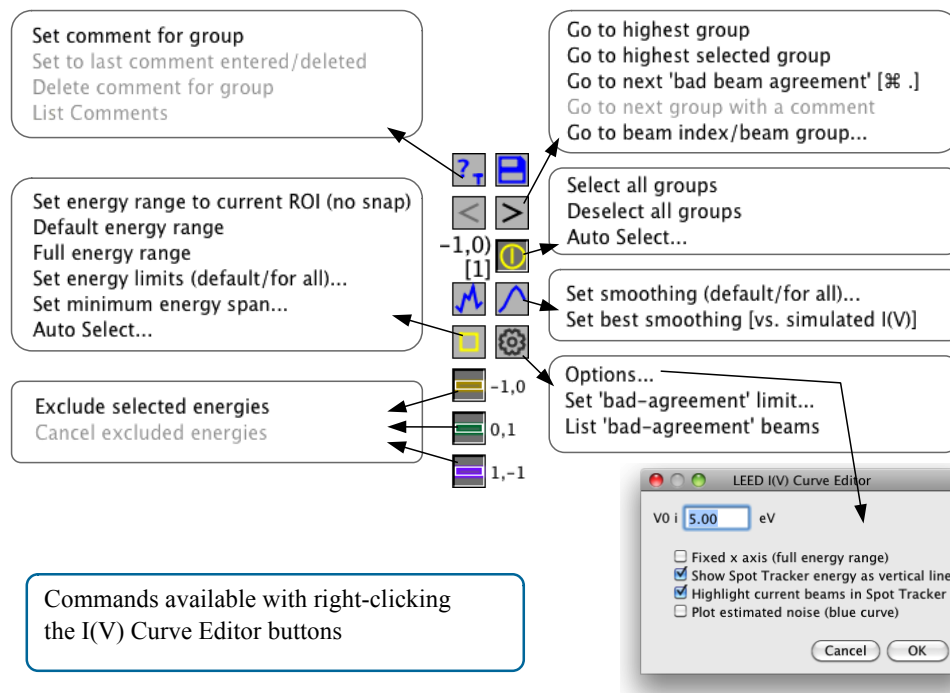 Set comment for group
Set to last comment entered/deleted
Delete comment for group
List Comments
Go to highest group
Go to highest selected group
Go to next 'bad beam agreement' [⌘ .]
Go to next group with a comment
Go to beam index/beam group...
?T
<
>
Set energy range to current ROI (no snap)
Default energy range
Full energy range
Set energy limits (default/for all)...
Set minimum energy span...
Auto Select...
Select all groups
Deselect all groups
Auto Select...
-1,0)
[1]
Set smoothing (default/for all)...
Set best smoothing [vs. simulated I(V)]
Options...
Set 'bad-agreement' limit...
List 'bad-agreement' beams
Exclude selected energies
Cancel excluded energies
-1,0
0,1
1,-1
LEED I(V) Curve Editor
V0 i 5.00 eV
Fixed x axis (full energy range)
Show Spot Tracker energy as vertical line
Highlight current beams in Spot Tracker
Plot estimated noise (blue curve)
Cancel OK
Commands available with right-clicking
the I(V) Curve Editor buttons